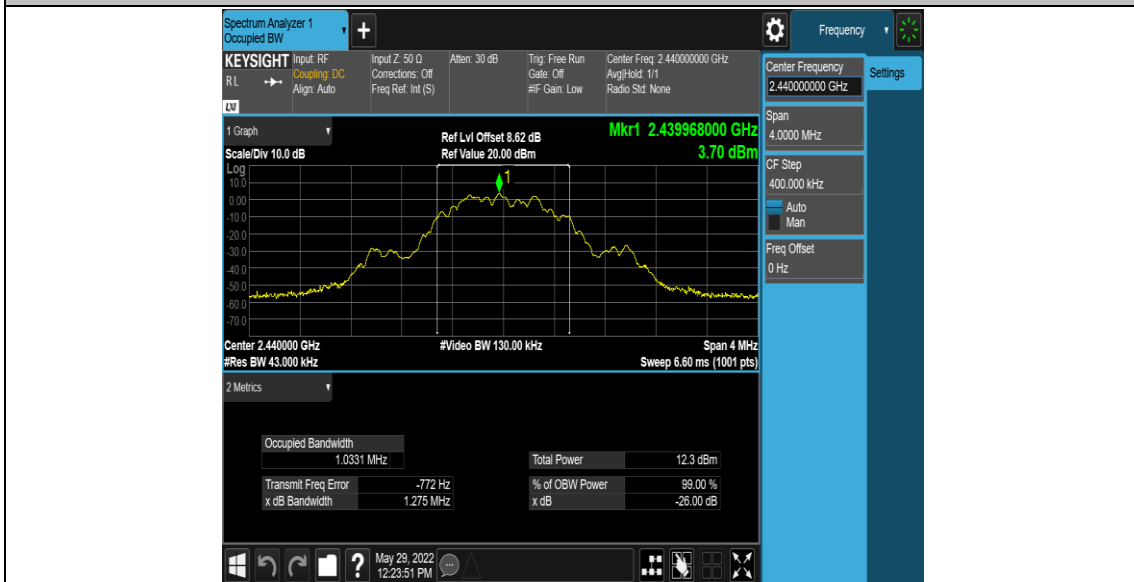 Spectrum Analyzer 1
Occupied BW
+
Frequency
KEYSIGHT
RL
LXI
Input: RF
Coupling: DC
Align: Auto
Input Z: 50 Ω
Corrections: Off
Freq Ref: Int (S)
Atten: 30 dB
Trig: Free Run
Gate: Off
#IF Gain: Low
Center Freq: 2.440000000 GHz
Avg|Hold: 1/1
Radio Std: None
Center Frequency
2.440000000 GHz
Settings
Span
4.0000 MHz
CF Step
400.000 kHz
Auto
Man
Freq Offset
0 Hz
1 Graph
Scale/Div 10.0 dB
Ref Lvl Offset 8.62 dB
Ref Value 20.00 dBm
Mkr1 2.439968000 GHz
3.70 dBm
Log
10.0
0.00
-10.0
-20.0
-30.0
-40.0
-50.0
-60.0
-70.0
1
Center 2.440000 GHz
#Video BW 130.00 kHz
Span 4 MHz
#Res BW 43.000 kHz
Sweep 6.60 ms (1001 pts)
2 Metrics
Occupied Bandwidth
1.0331 MHz
Total Power 12.3 dBm
Transmit Freq Error -772 Hz
% of OBW Power 99.00 %
x dB Bandwidth 1.275 MHz
x dB -26.00 dB
?
May 29, 2022
12:23:51 PM